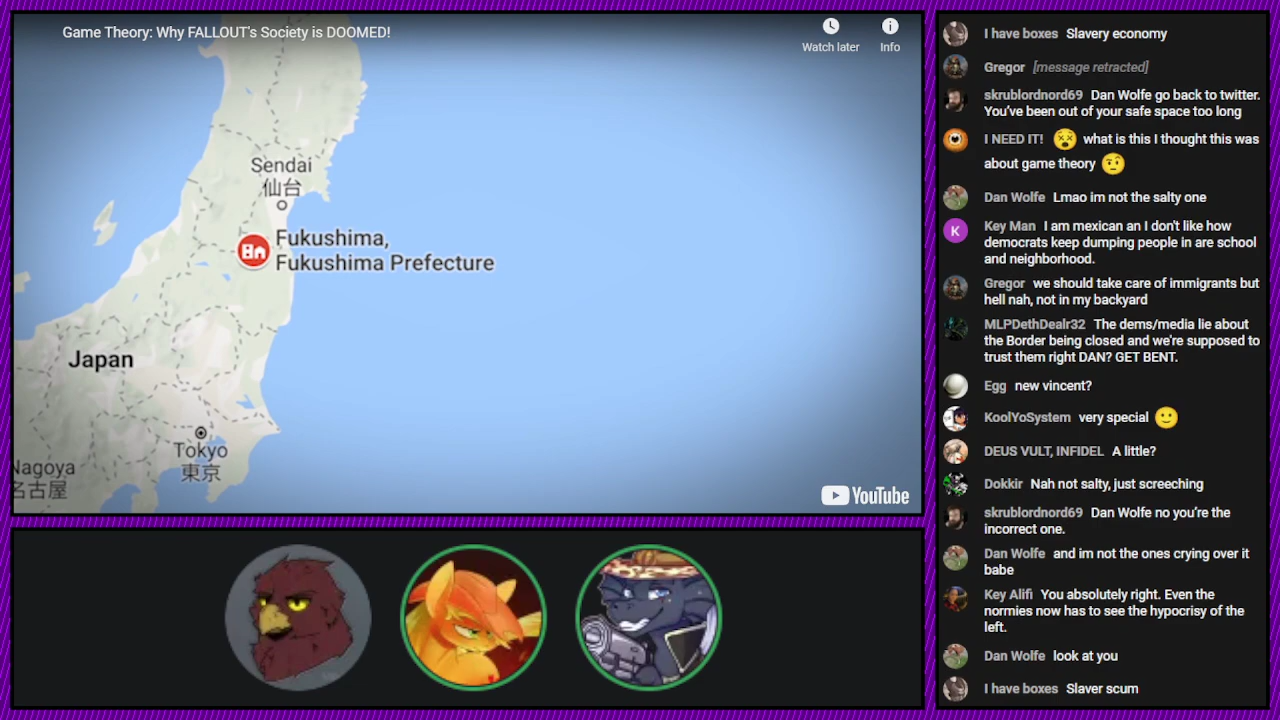 Game Theory: Why FALLOUT's Society is DOOMED!
Watch later
Info
Sendai
仙台
Fukushima,
Fukushima Prefecture
Japan
Tokyo
東京
Nagoya
名古屋
YouTube
I have boxes Slavery economy
Gregor [message retracted]
skrublordnord69 Dan Wolfe go back to twitter.
You've been out of your safe space too long
I NEED IT! 😵 what is this I thought this was
about game theory 🤨
Dan Wolfe Lmao im not the salty one
K
Key Man I am mexican an I don't like how
democrats keep dumping people in are school
and neighborhood.
Gregor we should take care of immigrants but
hell nah, not in my backyard
MLPDethDealr32 The dems/media lie about
the Border being closed and we're supposed to
trust them right DAN? GET BENT.
Egg new vincent?
KoolYoSystem very special 🙂
DEUS VULT, INFIDEL A little?
Dokkir Nah not salty, just screeching
skrublordnord69 Dan Wolfe no you're the
incorrect one.
Dan Wolfe and im not the ones crying over it
babe
Key Alifi You absolutely right. Even the
normies now has to see the hypocrisy of the
left.
Dan Wolfe look at you
I have boxes Slaver scum